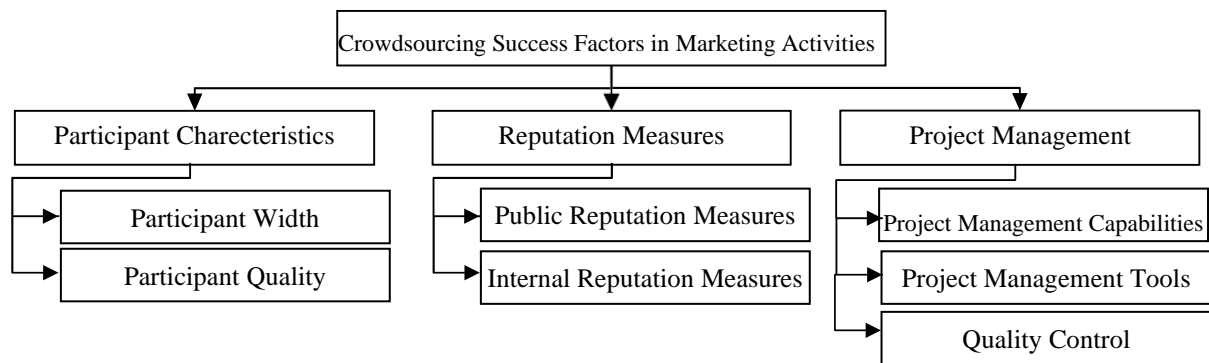 Crowdsourcing Success Factors in Marketing Activities
Participant Charecteristics
Reputation Measures
Project Management
Participant Width
Participant Quality
Public Reputation Measures
Internal Reputation Measures
Project Management Capabilities
Project Management Tools
Quality Control